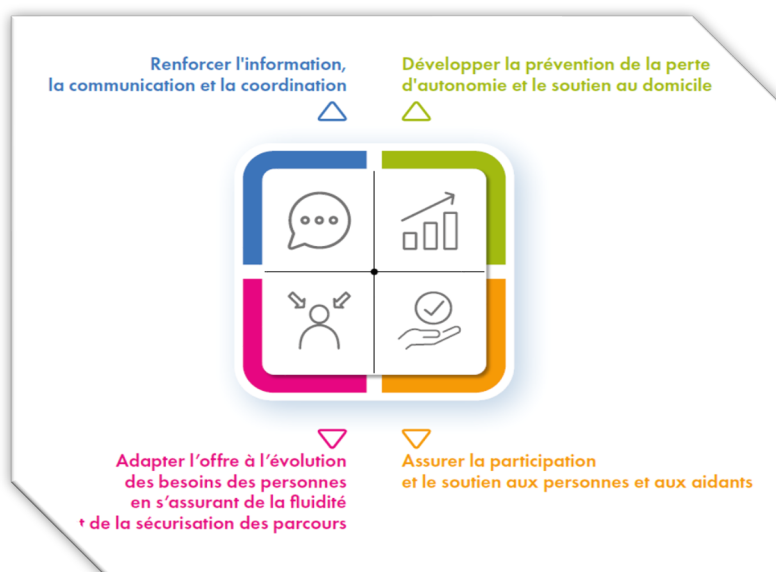 Renforcer l'information,
la communication et la coordination
Développer la prévention de la perte
d'autonomie et le soutien au domicile
Adapter l’offre à l’évolution
des besoins des personnes
en s’assurant de la fluidité
t de la sécurisation des parcours
Assurer la participation
et le soutien aux personnes et aux aidants